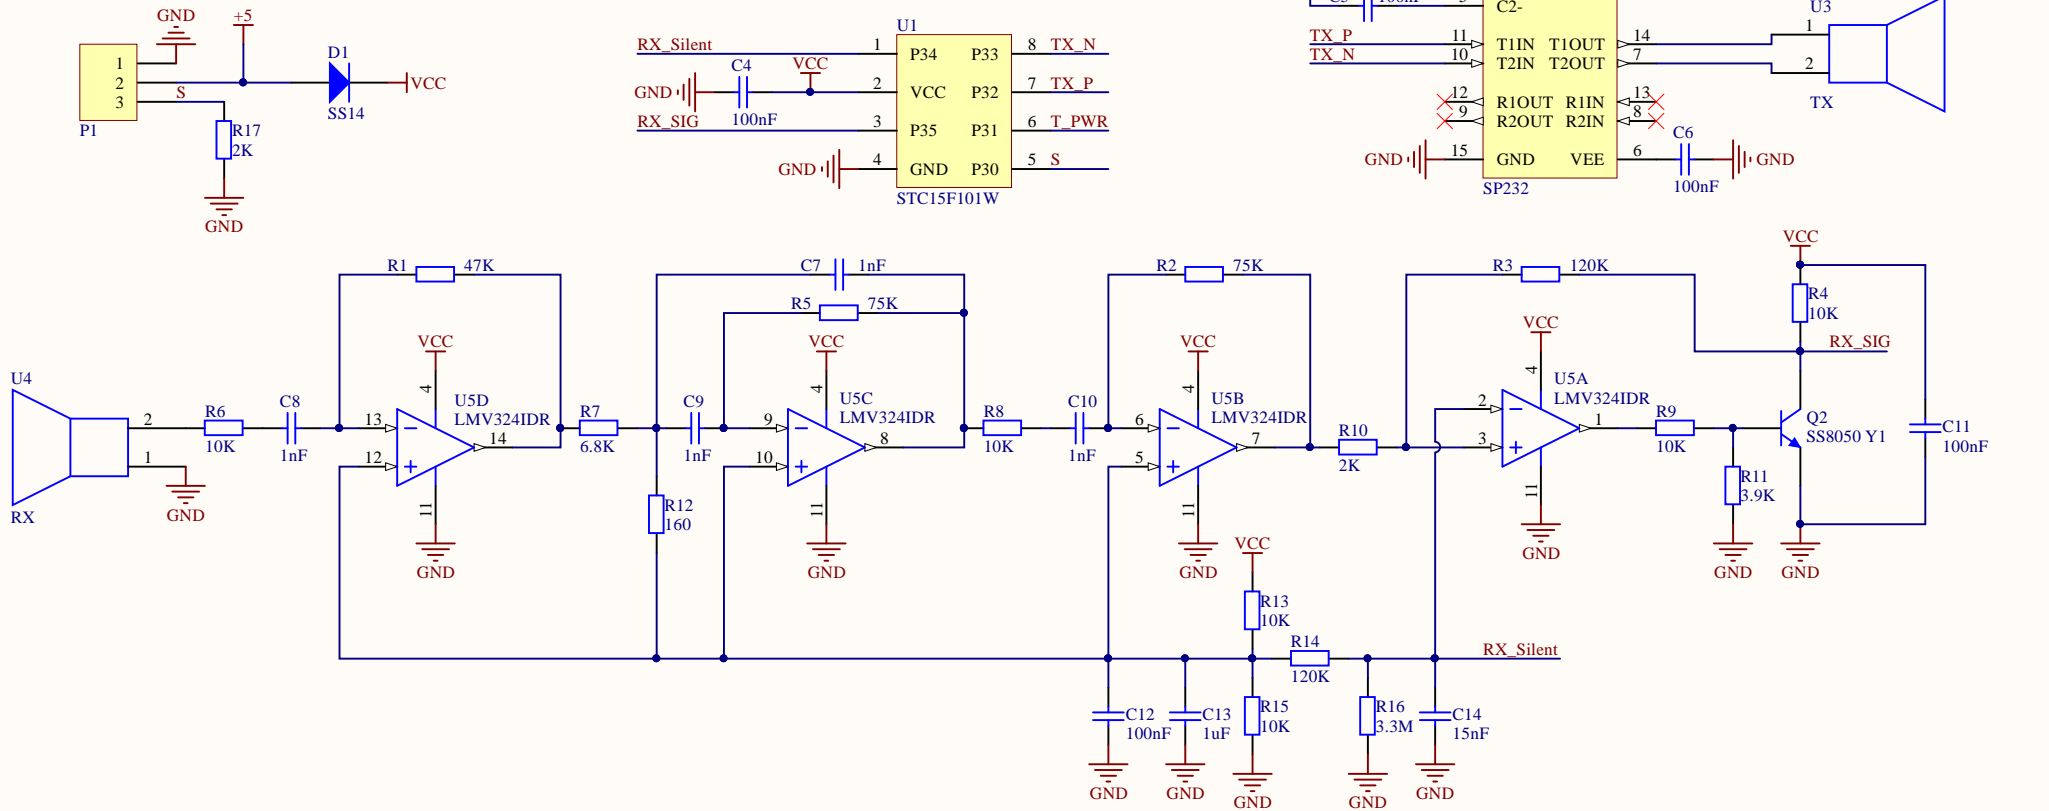 GND
+5
1
2
3
S
P1
D1
SS14
VCC
R17
2K
GND
U1
RX_Silent
1
P34
P33
8
TX_N
GND
C4
100nF
VCC
2
VCC
P32
7
TX_P
RX_SIG
3
P35
P31
6
T_PWR
GND
4
GND
P30
5
S
STC15F101W
C2-
TX_P
11
T1IN
T1OUT
14
TX_N
10
T2IN
T2OUT
7
12
R1OUT
R1IN
13
9
R2OUT
R2IN
8
GND
15
GND
VEE
6
C6
100nF
GND
SP232
U3
1
2
TX
R1
47K
C7
1nF
R5
75K
R2
75K
R3
120K
VCC
R4
10K
RX_SIG
U4
2
1
RX
GND
R6
10K
C8
1nF
VCC
4
U5D
LMV324IDR
13
12
14
11
GND
R7
6.8K
R12
160
C9
1nF
VCC
4
U5C
LMV324IDR
9
10
8
11
GND
R8
10K
C10
1nF
VCC
4
U5B
LMV324IDR
6
5
7
11
GND
R10
2K
VCC
4
U5A
LMV324IDR
2
3
1
11
GND
R9
10K
R11
3.9K
GND
Q2
SS8050 Y1
GND
C11
100nF
VCC
R13
10K
R14
120K
RX_Silent
C12
100nF
GND
C13
1uF
GND
R15
10K
GND
R16
3.3M
GND
C14
15nF
GND